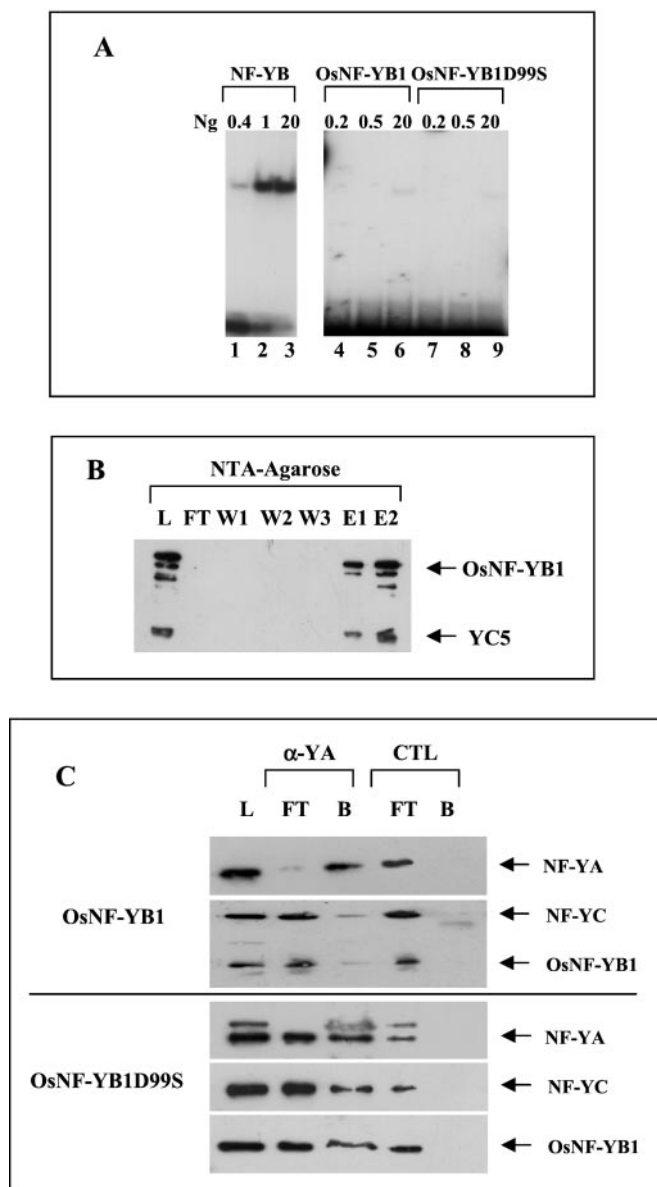 A
NF-YB OsNF-YB1 OsNF-YB1D99S
Ng 0.4 1 20 0.2 0.5 20 0.2 0.5 20
1 2 3 4 5 6 7 8 9
B
NTA-Agarose
L FT W1 W2 W3 E1 E2
OsNF-YB1
YC5
C
α-YA CTL
L FT B FT B
NF-YA
OsNF-YB1
NF-YC
OsNF-YB1
NF-YA
OsNF-YB1D99S
NF-YC
OsNF-YB1